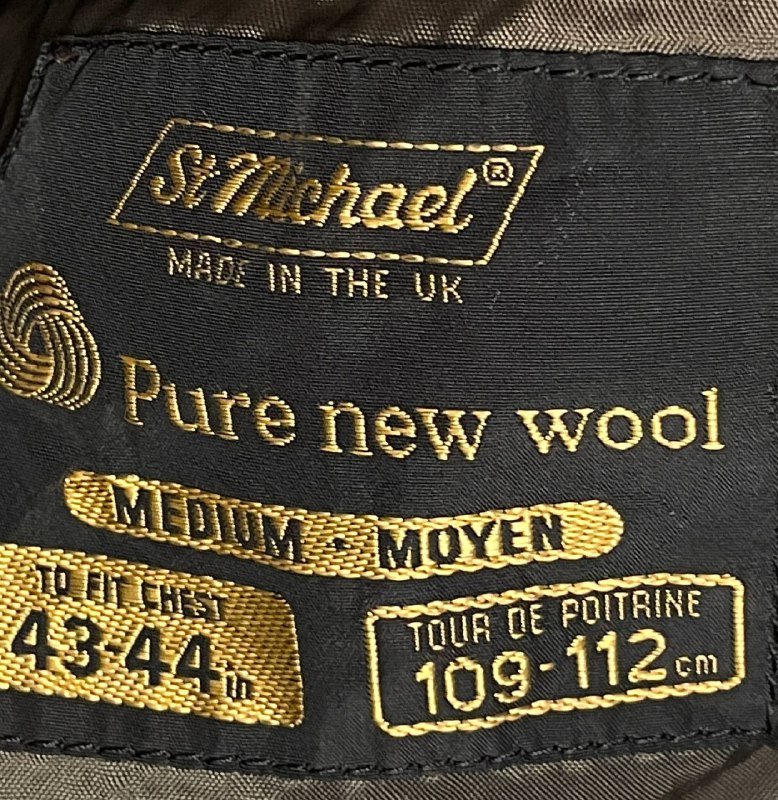 St Michael®
MADE IN THE UK
Pure new wool
MEDIUM · MOYEN
TO FIT CHEST
43-44in
TOUR DE POITRINE
109-112cm